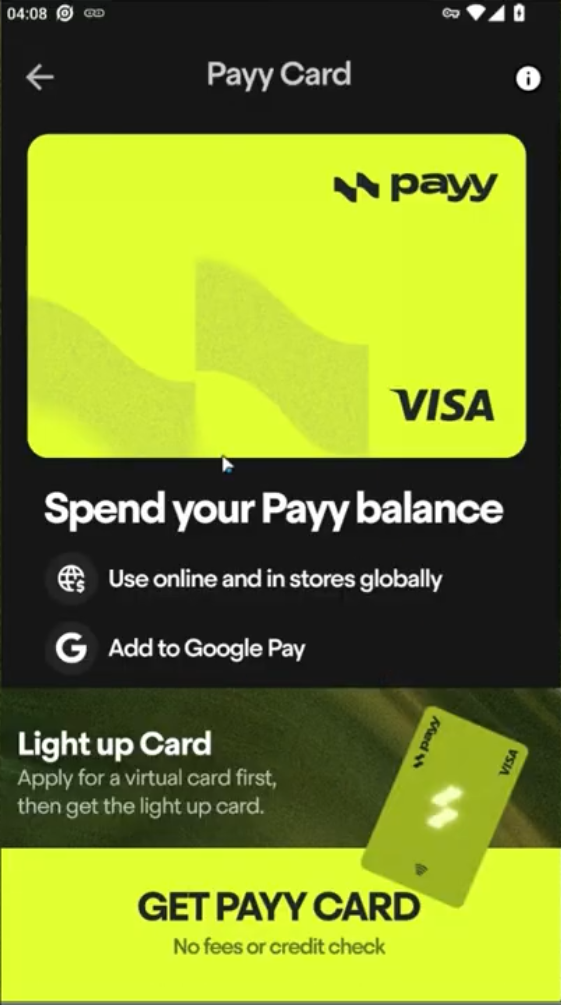 04:08
Payy Card
payy
VISA
Spend your Payy balance
Use online and in stores globally
Add to Google Pay
Light up Card
Apply for a virtual card first,
then get the light up card.
payy
VISA
GET PAYY CARD
No fees or credit check